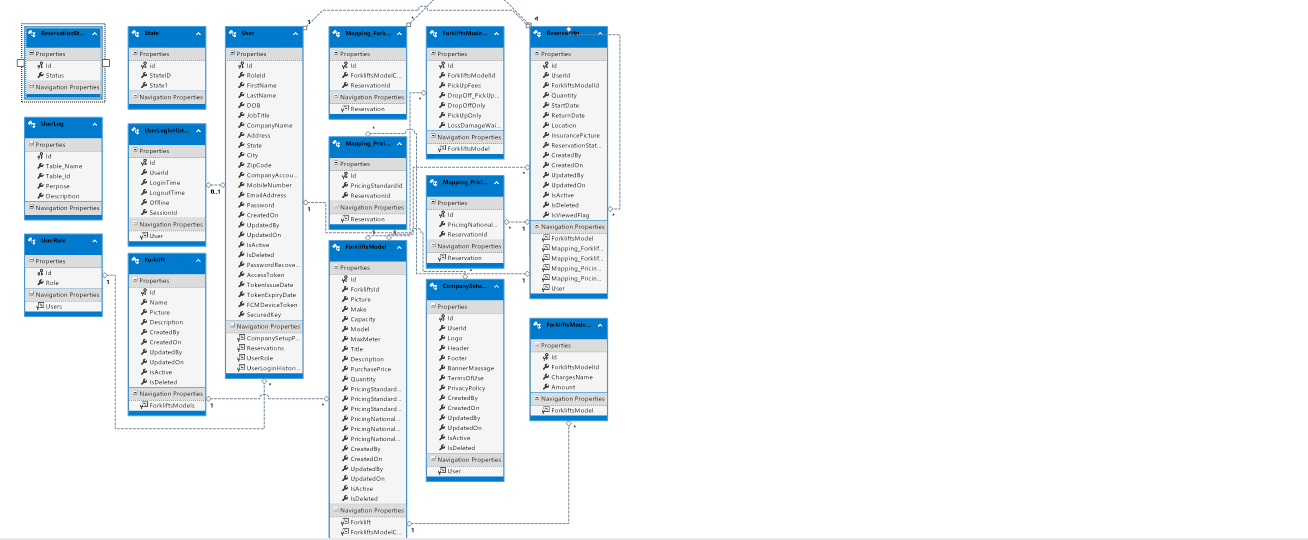 ReservationSt...
Properties
Id
Status
Navigation Properties
UserLog
Properties
Id
Table_Name
Table_Id
Perpose
Description
Navigation Properties
UserRole
Properties
Id
Role
Navigation Properties
Users
1
State
Properties
id
StateID
State1
Navigation Properties
UserLoginHist...
Properties
Id
UserId
LoginTime
LogoutTime
Offline
SessionId
Navigation Properties
User
0..1
Forklift
Properties
Id
Name
Picture
Description
CreatedBy
CreatedOn
UpdatedBy
UpdatedOn
IsActive
IsDeleted
Navigation Properties
ForkliftsModels
1
User
Properties
Id
RoleId
FirstName
LastName
DOB
JobTitle
CompanyName
Address
State
City
ZipCode
CompanyAccou...
MobileNumber
EmailAddress
Password
CreatedOn
UpdatedBy
UpdatedOn
IsActive
IsDeleted
PasswordRecove...
AccessToken
TokenIssueDate
TokenExpiryDate
FCMDeviceToken
SecuredKey
Navigation Properties
CompanySetupP...
Reservations
UserRole
UserLoginHistori...
*
1
1
Mapping_Fork...
Properties
id
ForkliftsModelC...
ReservationId
Navigation Properties
Reservation
*
Mapping_Prici...
Properties
Id
PricingStandardId
ReservationId
Navigation Properties
Reservation
*
ForkliftsModel
Properties
Id
ForkliftsId
Picture
Make
Capacity
Model
MaxMeter
Title
Description
PurchasePrice
Quantity
PricingStandard...
PricingStandard...
PricingStandard...
PricingNational...
PricingNational...
PricingNational...
CreatedBy
CreatedOn
UpdatedBy
UpdatedOn
IsActive
IsDeleted
Navigation Properties
Forklift
ForkliftsModelC...
*
1
ForkliftsMode...
Properties
Id
ForkliftsModelId
PickUpFees
DropOff_PickUp...
DropOffOnly
PickUpOnly
LossDamageWai...
Navigation Properties
ForkliftsModel
*
Mapping_Prici...
Properties
Id
PricingNational...
ReservationId
Navigation Properties
Reservation
*
1
CompanySetu...
Properties
Id
UserId
Logo
Header
Footer
BannerMassage
TermsOfUse
PrivacyPolicy
CreatedBy
CreatedOn
UpdatedBy
UpdatedOn
IsActive
IsDeleted
Navigation Properties
User
*
Properties
Id
UserId
ForkliftsModelId
Quantity
StartDate
ReturnDate
Location
InsurancePicture
ReservationStat...
CreatedBy
CreatedOn
UpdatedBy
UpdatedOn
IsActive
IsDeleted
IsViewedFlag
Navigation Properties
ForkliftsModel
Mapping_Forklif...
Mapping_Forklif...
Mapping_Pricin...
Mapping_Pricin...
User
*
*
1
ForkliftsMode...
Properties
Id
ForkliftsModelId
ChargesName
Amount
Navigation Properties
ForkliftsModel
*